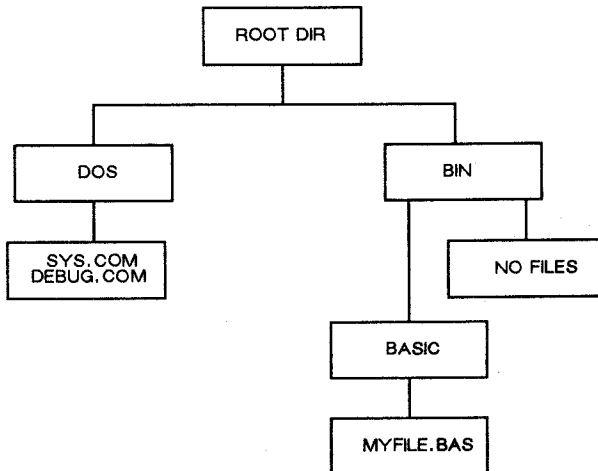 ROOT DIR
DOS
BIN
SYS.COM
DEBUG.COM
NO FILES
BASIC
MYFILE.BAS